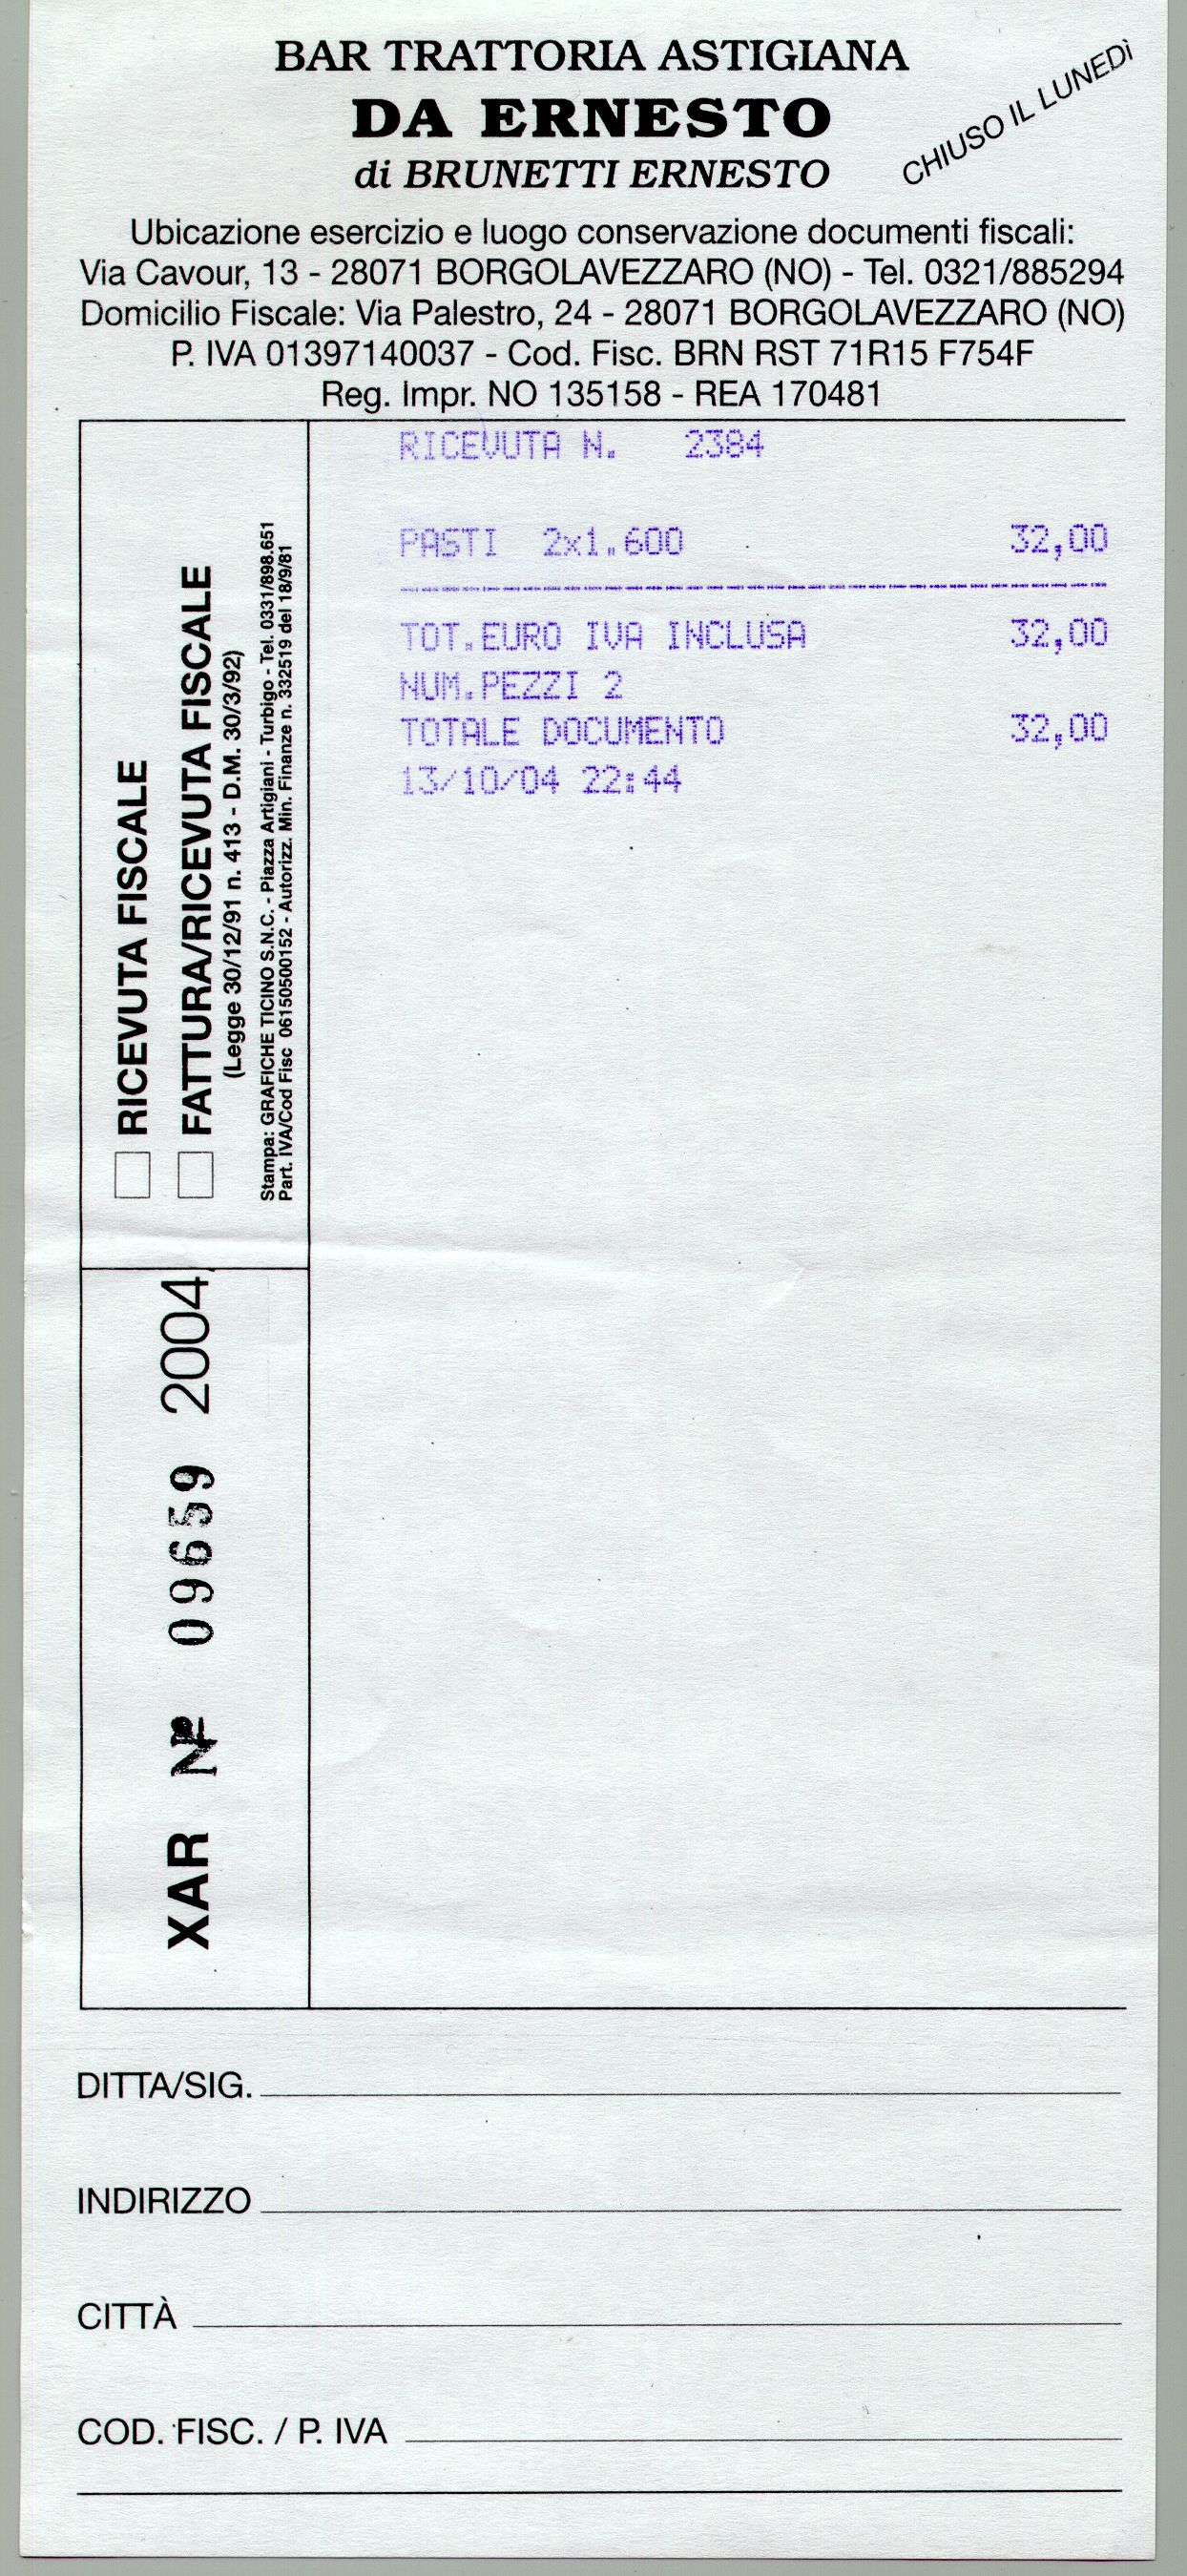 BAR TRATTORIA ASTIGIANA
DA ERNESTO
di BRUNETTI ERNESTO
CHIUSO IL LUNEDì
Ubicazione esercizio e luogo conservazione documenti fiscali:
Via Cavour, 13 - 28071 BORGOLAVEZZARO (NO) - Tel. 0321/885294
Domicilio Fiscale: Via Palestro, 24 - 28071 BORGOLAVEZZARO (NO)
P. IVA 01397140037 - Cod. Fisc. BRN RST 71R15 F754F
Reg. Impr. NO 135158 - REA 170481
RICEVUTA N. 2384
PASTI 2x1.600 32,00
TOT.EURO IVA INCLUSA 32,00
NUM.PEZZI 2
TOTALE DOCUMENTO 32,00
13/10/04 22:44
RICEVUTA FISCALE
FATTURA/RICEVUTA FISCALE
(Legge 30/12/91 n. 413 - D.M. 30/3/92)
Stampa: GRAFICHE TICINO S.N.C. - Piazza Artigiani - Turbigo - Tel. 0331/898.651
Part. IVA/Cod Fisc 06150500152 - Autorizz. Min. Finanze n. 332519 del 18/9/81
XAR Nº 09659 2004
DITTA/SIG.
INDIRIZZO
CITTÀ
COD. FISC. / P. IVA